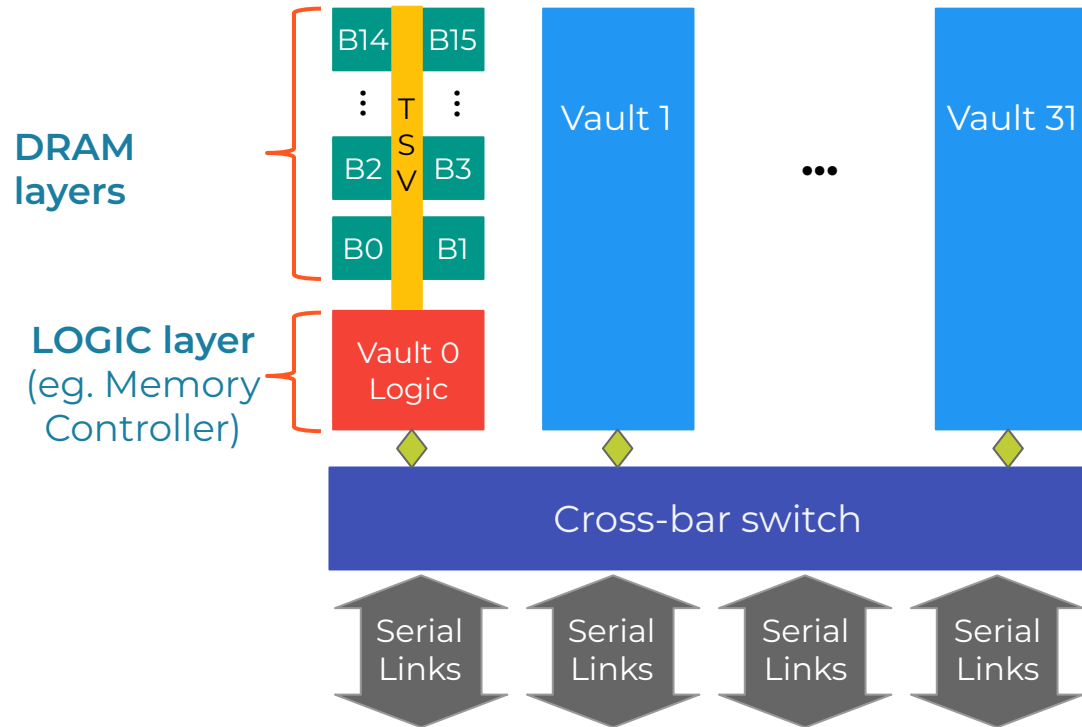 B14
B15
⋮
⋮
T
S
V
B2
B3
B0
B1
DRAM
layers
Vault 1
...
Vault 31
LOGIC layer
(eg. Memory
Controller)
Vault 0
Logic
Cross-bar switch
Serial
Links
Serial
Links
Serial
Links
Serial
Links